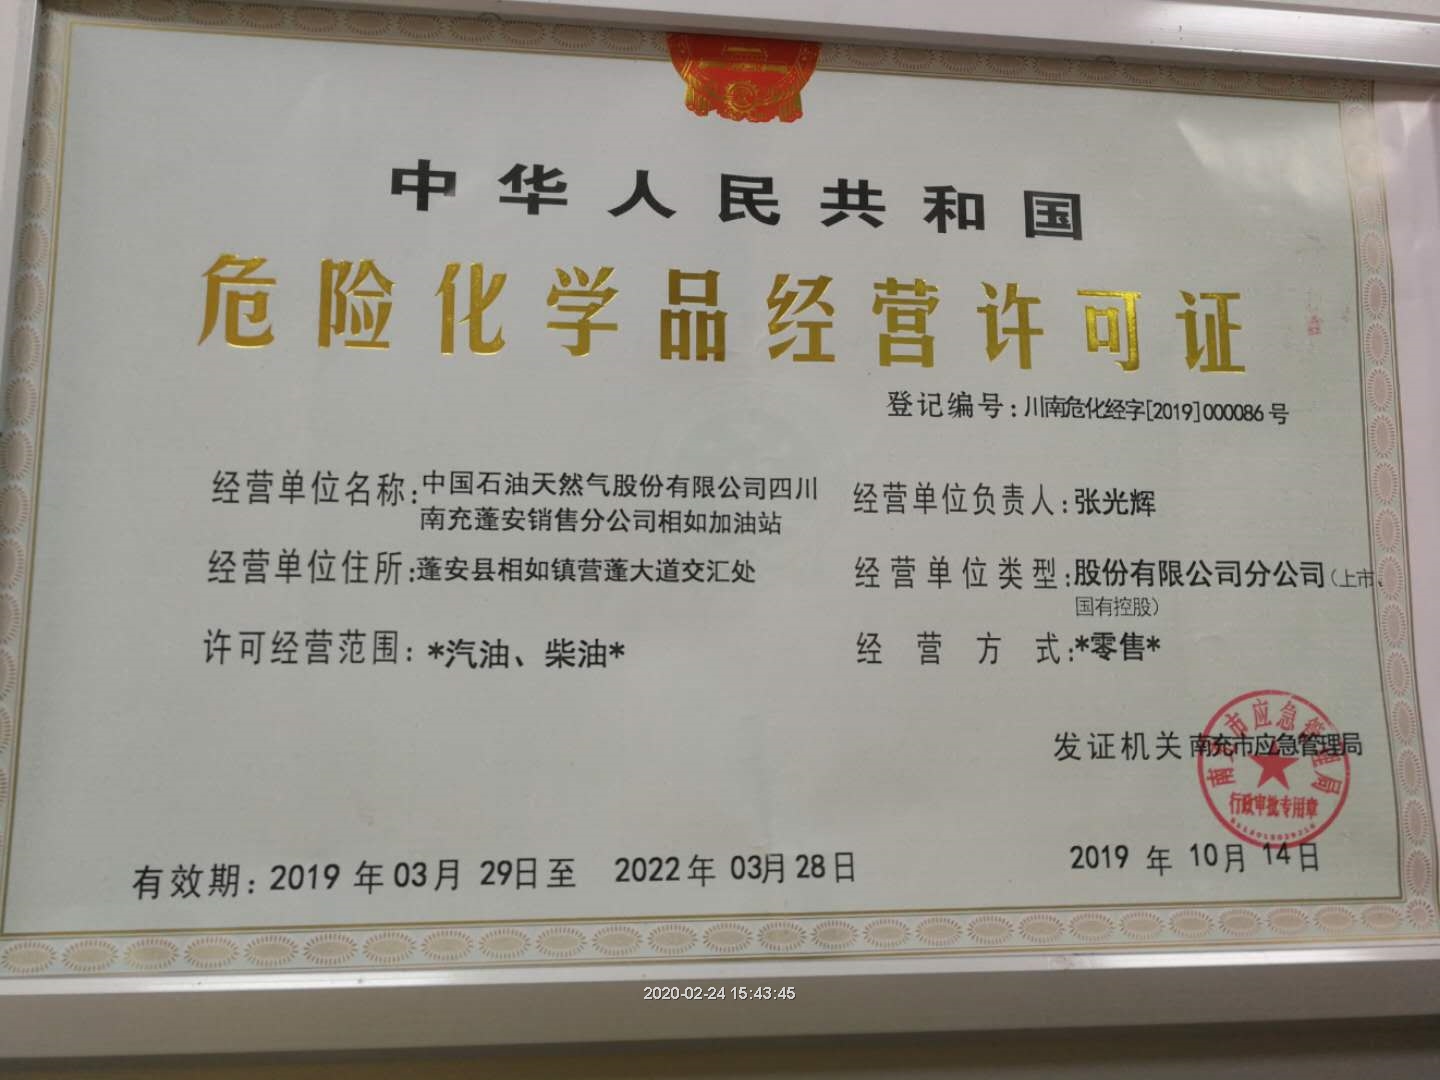 中华人民共和国
危险化学品经营许可证
登记编号:川南危化经字[2019]000086号
经营单位名称:中国石油天然气股份有限公司四川
南充蓬安销售分公司相如加油站
经营单位负责人:张光辉
经营单位住所:蓬安县相如镇营蓬大道交汇处
经营单位类型:股份有限公司分公司(上市、
国有控股)
许可经营范围:*汽油、柴油*
经营方式:*零售*
发证机关 南充市应急管理局
南充市应急管理局
行政审批专用章
有效期:2019年03月29日至 2022年03月28日
2019年10月14日
2020-02-24 15:43:45